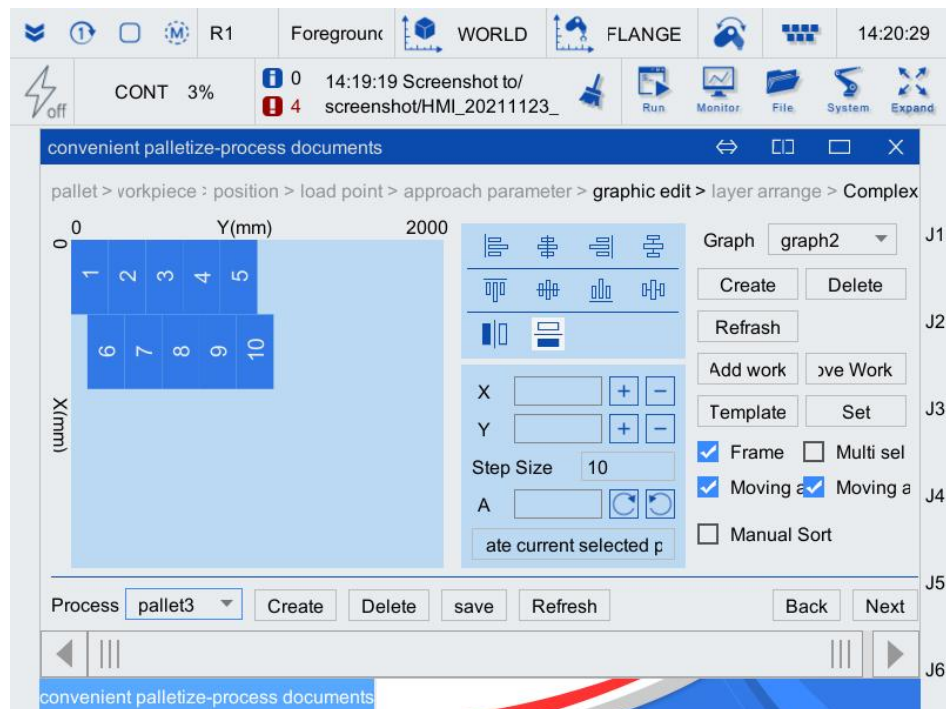 R1 Foregrounc WORLD FLANGE 14:20:29
off CONT 3% 0 14:19:19 Screenshot to/
4 screenshot/HMI_20211123_
Run Monitor File System Expand
convenient palletize-process documents
pallet > vorkpiece : position > load point > approach parameter > graphic edit > layer arrange > Complex
0 Y(mm) 2000
0
X(mm)
1 2 3 4 5
6 7 8 9 10
Graph graph2
Create Delete
Refrash
Add work ove Work
Template Set
Frame Multi sel
Moving a Moving a
Manual Sort
X + −
Y + −
Step Size 10
A
ate current selected p
J1
J2
J3
J4
J5
J6
Process pallet3 Create Delete save Refresh Back Next
convenient palletize-process documents